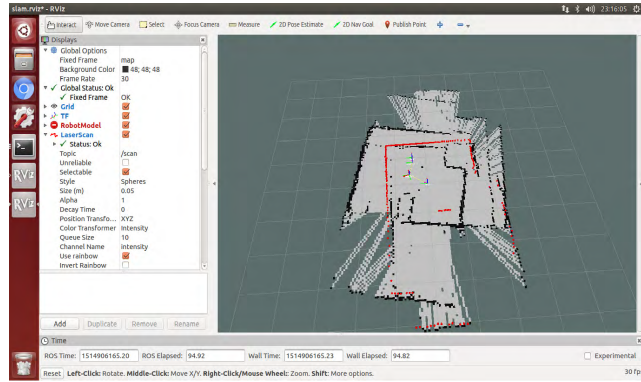 slam.rviz* - RViz
23:16:05
Interact Move Camera Select Focus Camera Measure 2D Pose Estimate 2D Nav Goal Publish Point
Displays
Global Options
Fixed Frame map
Background Color 48; 48; 48
Frame Rate 30
Global Status: Ok
Fixed Frame OK
Grid
TF
RobotModel
LaserScan
Status: Ok
Topic /scan
Unreliable
Selectable
Style Spheres
Size (m) 0.05
Alpha 1
Decay Time 0
Position Transfo... XYZ
Color Transformer Intensity
Queue Size 10
Channel Name intensity
Use rainbow
Invert Rainbow
Add Duplicate Remove Rename
Time
ROS Time: 1514906165.20 ROS Elapsed: 94.92 Wall Time: 1514906165.23 Wall Elapsed: 94.82 Experimental
Reset Left-Click: Rotate. Middle-Click: Move X/Y. Right-Click/Mouse Wheel: Zoom. Shift: More options. 30 fp
RViz
RViz